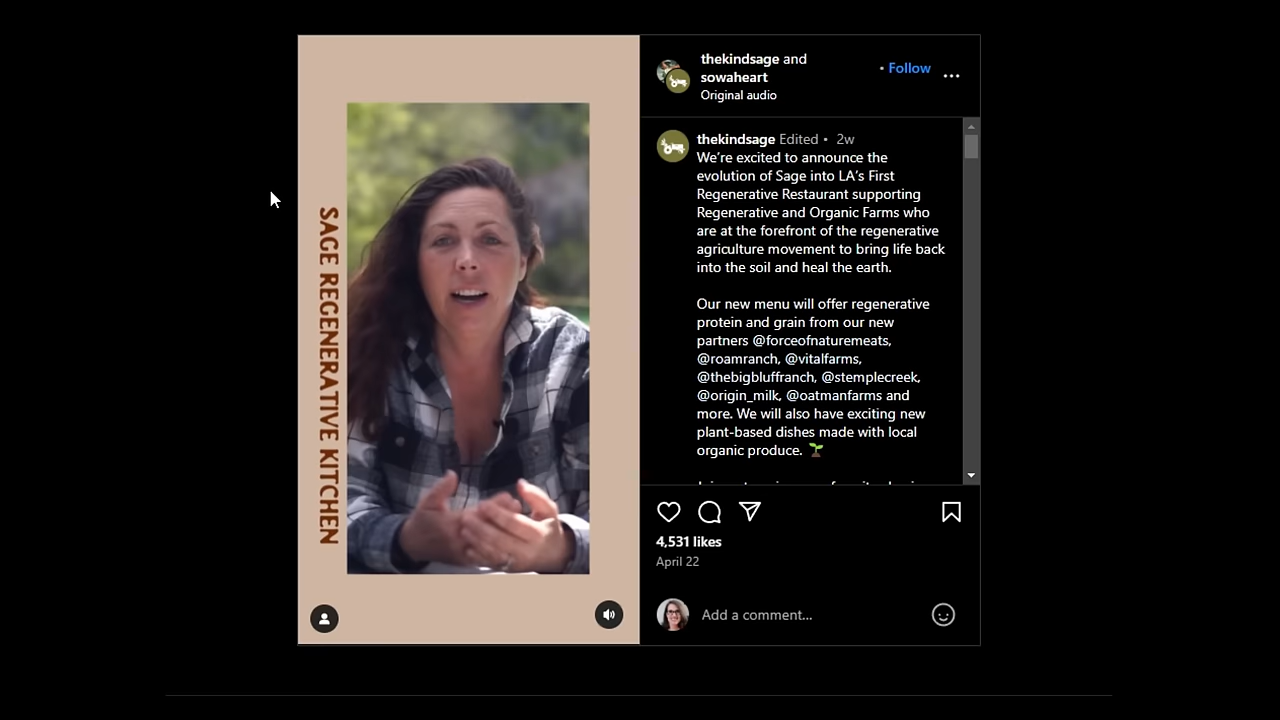 SAGE REGENERATIVE KITCHEN
thekindsage and
sowaheart
• Follow
Original audio
thekindsage Edited • 2w
We’re excited to announce the
evolution of Sage into LA’s First
Regenerative Restaurant supporting
Regenerative and Organic Farms who
are at the forefront of the regenerative
agriculture movement to bring life back
into the soil and heal the earth.
Our new menu will offer regenerative
protein and grain from our new
partners @forceofnaturemeats,
@roamranch, @vitalfarms,
@thebigbluffranch, @stemplecreek,
@origin_milk, @oatmanfarms and
more. We will also have exciting new
plant-based dishes made with local
organic produce. 🌱
4,531 likes
April 22
Add a comment...